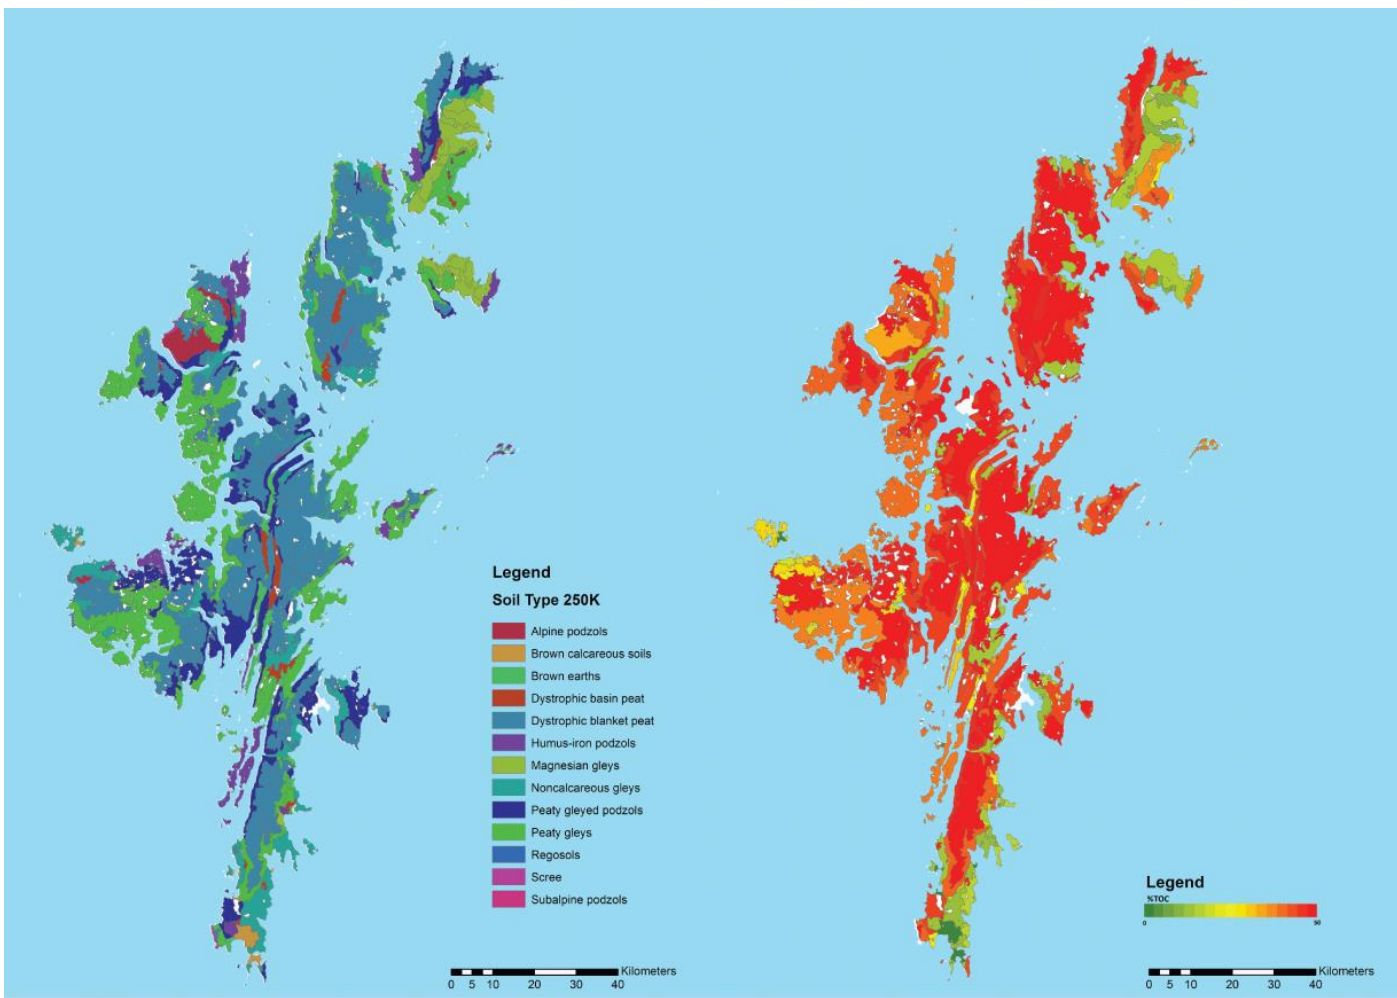 Legend
Soil Type 250K
Alpine podzols
Brown calcareous soils
Brown earths
Dystrophic basin peat
Dystrophic blanket peat
Humus-iron podzols
Magnesian gleys
Noncalcareous gleys
Peaty gleyed podzols
Peaty gleys
Regosols
Scree
Subalpine podzols
Kilometers
0 5 10 20 30 40
Legend
%TOC
0 50
Kilometers
0 5 10 20 30 40